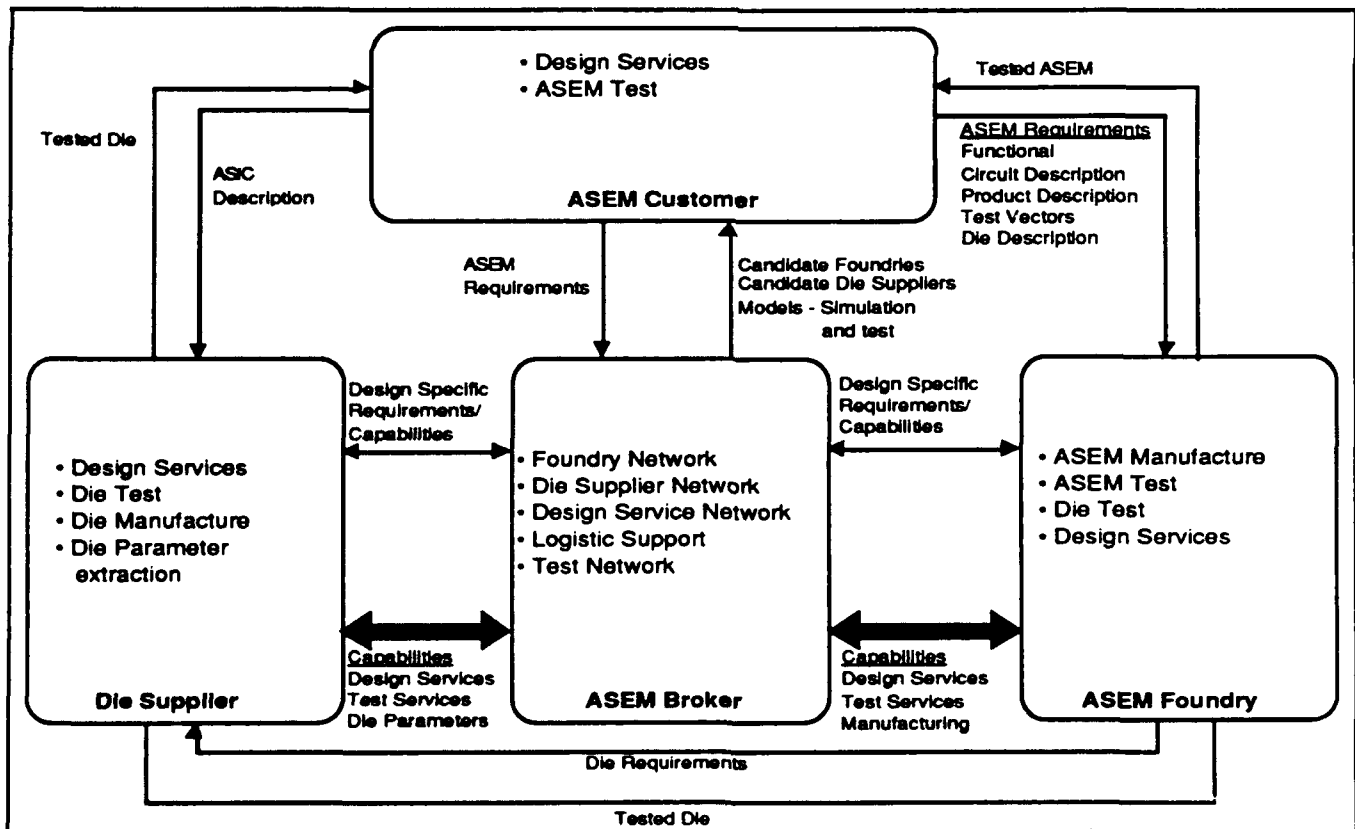 • Design Services
• ASEM Test
ASEM Customer
Tested Die
ASIC
Description
Tested ASEM
ASEM Requirements
Functional
Circuit Description
Product Description
Test Vectors
Die Description
ASEM
Requirements
Candidate Foundries
Candidate Die Suppliers
Models - Simulation
and test
• Design Services
• Die Test
• Die Manufacture
• Die Parameter
extraction
Die Supplier
Design Specific
Requirements/
Capabilities
Capabilities
Design Services
Test Services
Die Parameters
• Foundry Network
• Die Supplier Network
• Design Service Network
• Logistic Support
• Test Network
ASEM Broker
Design Specific
Requirements/
Capabilities
Capabilities
Design Services
Test Services
Manufacturing
• ASEM Manufacture
• ASEM Test
• Die Test
• Design Services
ASEM Foundry
Die Requirements
Tested Die